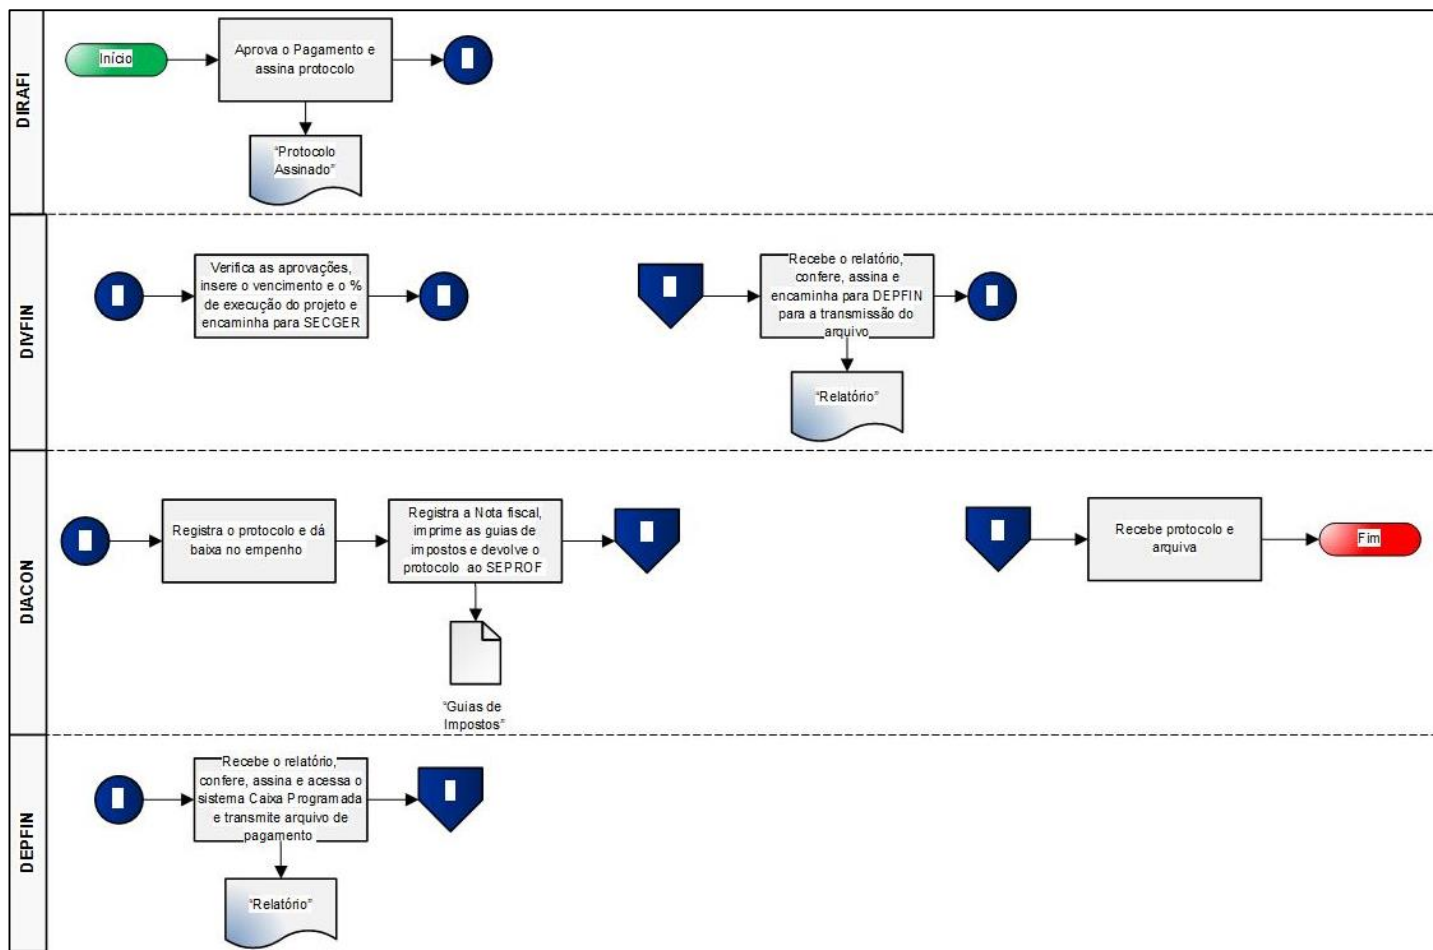 DIRAFI
Início
Aprova o Pagamento e
assina protocolo
“Protocolo
Assinado”
DIVFIN
Verifica as aprovações,
insere o vencimento e o %
de execução do projeto e
encaminha para SECGER
Recebe o relatório,
confere, assina e
encaminha para DEPFIN
para a transmissão do
arquivo
“Relatório”
DIACON
Registra o protocolo e dá
baixa no empenho
Registra a Nota fiscal,
imprime as guias de
impostos e devolve o
protocolo ao SEPROF
“Guias de
Impostos”
Recebe protocolo e
arquiva
Fim
DEPFIN
Recebe o relatório,
confere, assina e acessa o
sistema Caixa Programada
e transmite arquivo de
pagamento
“Relatório”